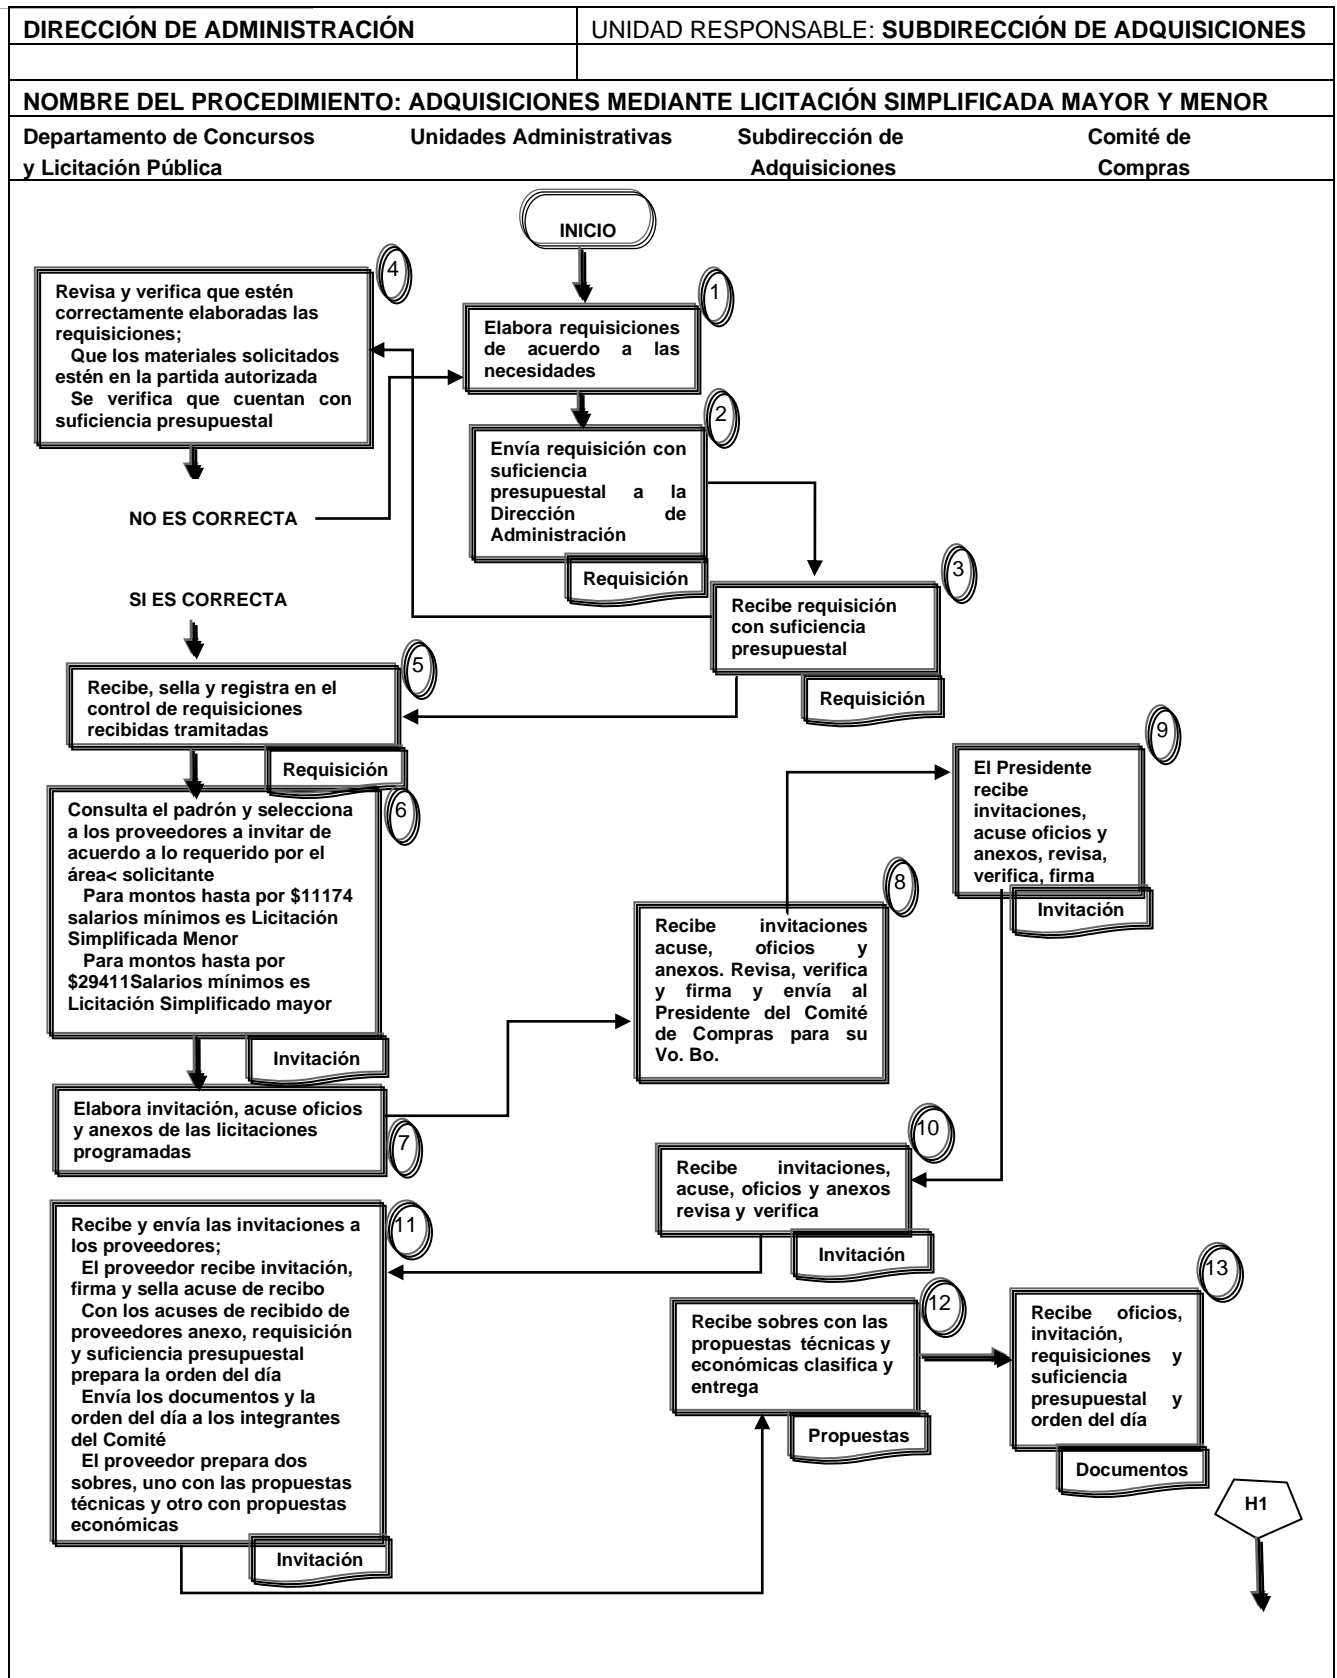 DIRECCIÓN DE ADMINISTRACIÓN
UNIDAD RESPONSABLE: SUBDIRECCIÓN DE ADQUISICIONES
NOMBRE DEL PROCEDIMIENTO: ADQUISICIONES MEDIANTE LICITACIÓN SIMPLIFICADA MAYOR Y MENOR
Departamento de Concursos
y Licitación Pública
Unidades Administrativas
Subdirección de
Adquisiciones
Comité de
Compras
INICIO
1
Elabora requisiciones
de acuerdo a las
necesidades
2
Envía requisición con
suficiencia
presupuestal a la
Dirección de
Administración
Requisición
3
Recibe requisición
con suficiencia
presupuestal
Requisición
4
Revisa y verifica que estén
correctamente elaboradas las
requisiciones;
Que los materiales solicitados
estén en la partida autorizada
Se verifica que cuentan con
suficiencia presupuestal
NO ES CORRECTA
SI ES CORRECTA
5
Recibe, sella y registra en el
control de requisiciones
recibidas tramitadas
Requisición
6
Consulta el padrón y selecciona
a los proveedores a invitar de
acuerdo a lo requerido por el
área< solicitante
Para montos hasta por $11174
salarios mínimos es Licitación
Simplificada Menor
Para montos hasta por
$29411Salarios mínimos es
Licitación Simplificado mayor
Invitación
7
Elabora invitación, acuse oficios
y anexos de las licitaciones
programadas
8
Recibe invitaciones
acuse, oficios y
anexos. Revisa, verifica
y firma y envía al
Presidente del Comité
de Compras para su
Vo. Bo.
9
El Presidente
recibe
invitaciones,
acuse oficios y
anexos, revisa,
verifica, firma
Invitación
10
Recibe invitaciones,
acuse, oficios y anexos
revisa y verifica
Invitación
11
Recibe y envía las invitaciones a
los proveedores;
El proveedor recibe invitación,
firma y sella acuse de recibo
Con los acuses de recibido de
proveedores anexo, requisición
y suficiencia presupuestal
prepara la orden del día
Envía los documentos y la
orden del día a los integrantes
del Comité
El proveedor prepara dos
sobres, uno con las propuestas
técnicas y otro con propuestas
económicas
Invitación
12
Recibe sobres con las
propuestas técnicas y
económicas clasifica y
entrega
Propuestas
13
Recibe oficios,
invitación,
requisiciones y
suficiencia
presupuestal y
orden del día
Documentos
H1